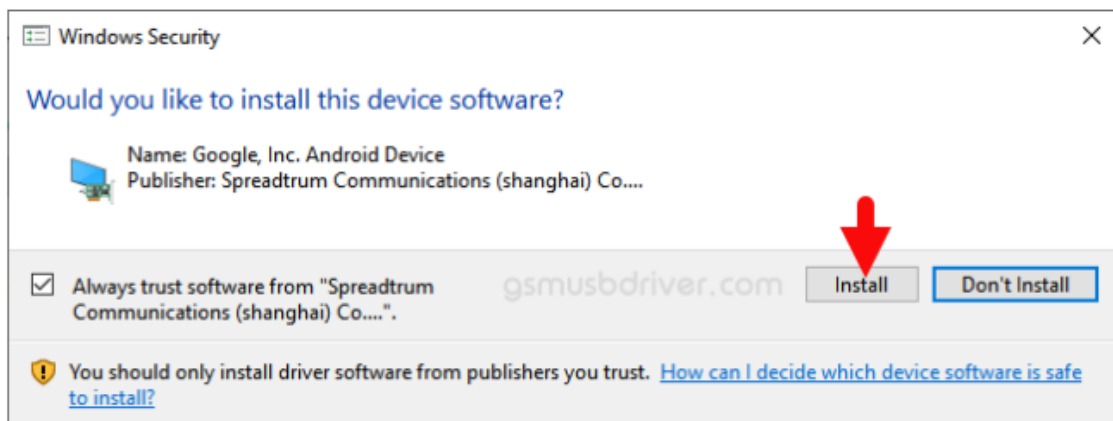 Windows Security
Would you like to install this device software?
Name: Google, Inc. Android Device
Publisher: Spreadtrum Communications (shanghai) Co....
Always trust software from "Spreadtrum
Communications (shanghai) Co....".
gsmusbdriver.com
Install
Don't Install
You should only install driver software from publishers you trust. How can I decide which device software is safe
to install?